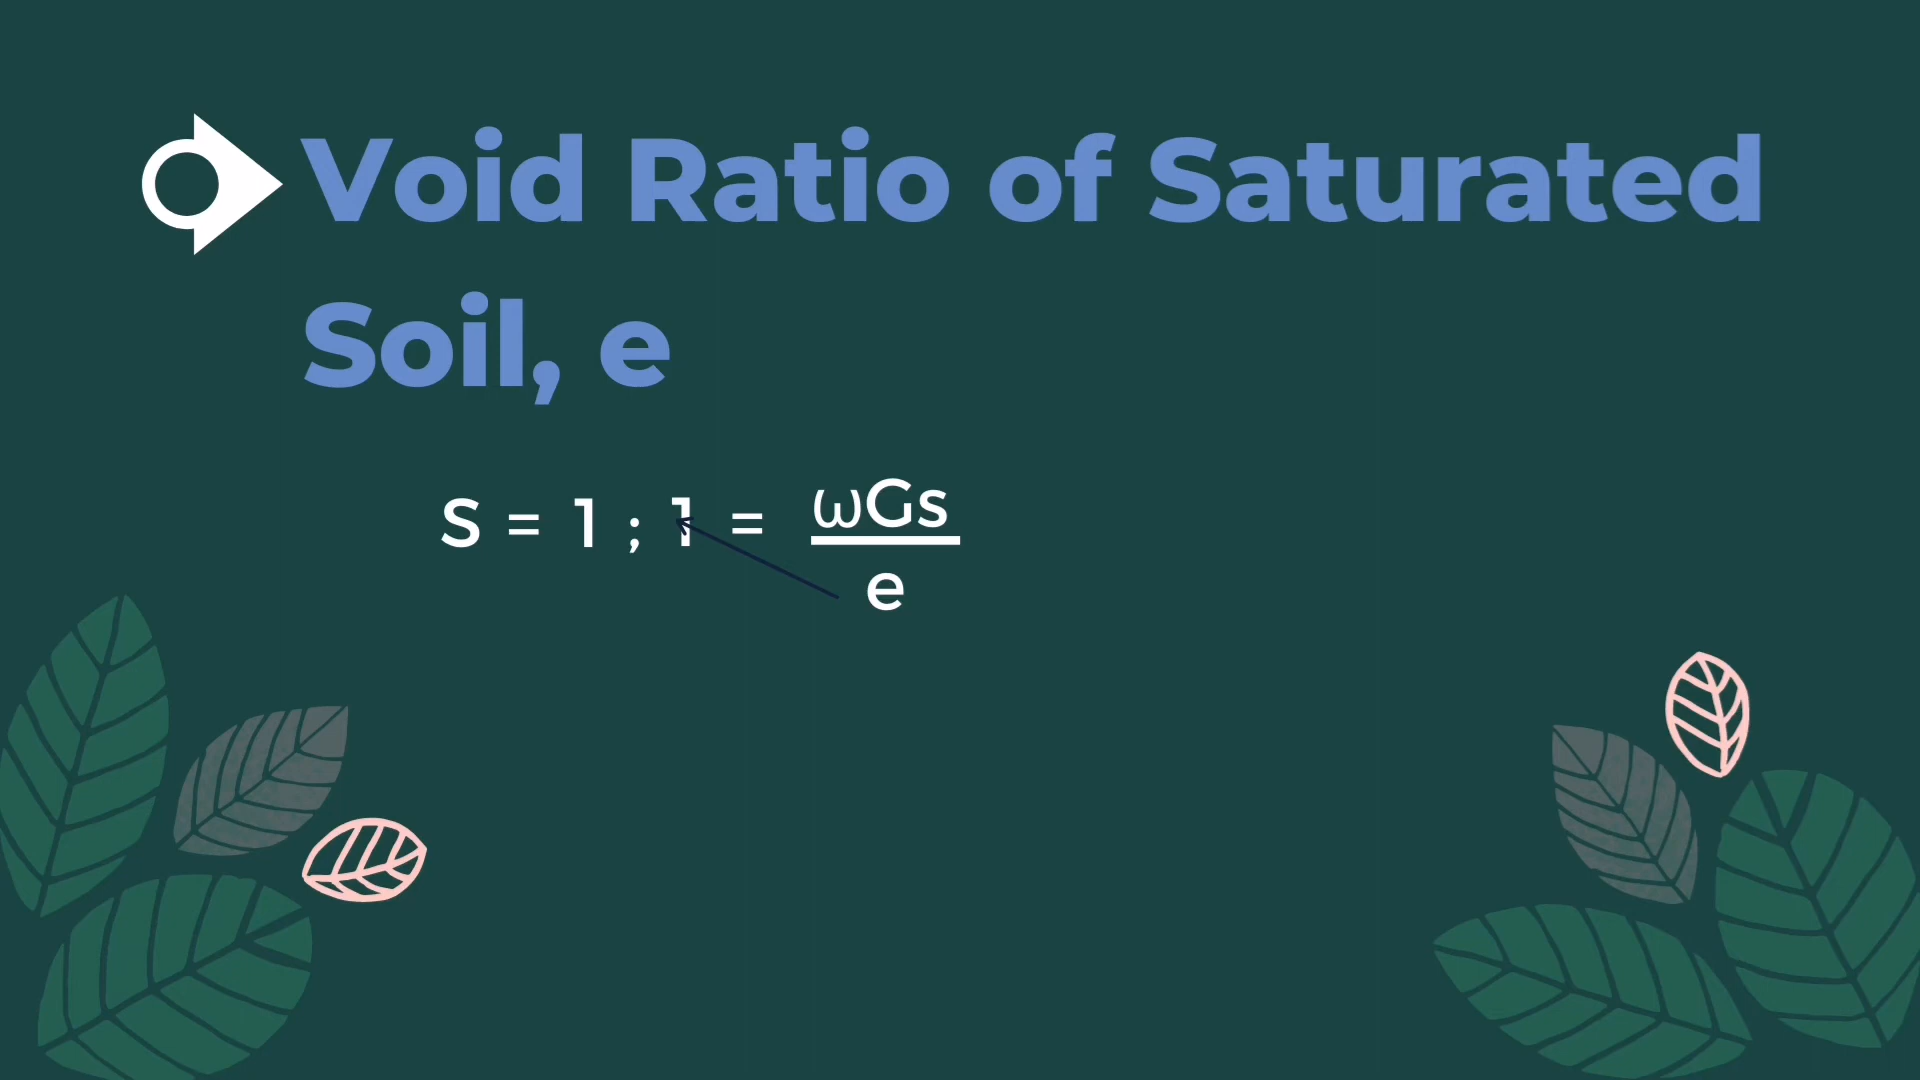 Void Ratio of Saturated
Soil, e
S = 1 ; 1 = ωGs
e